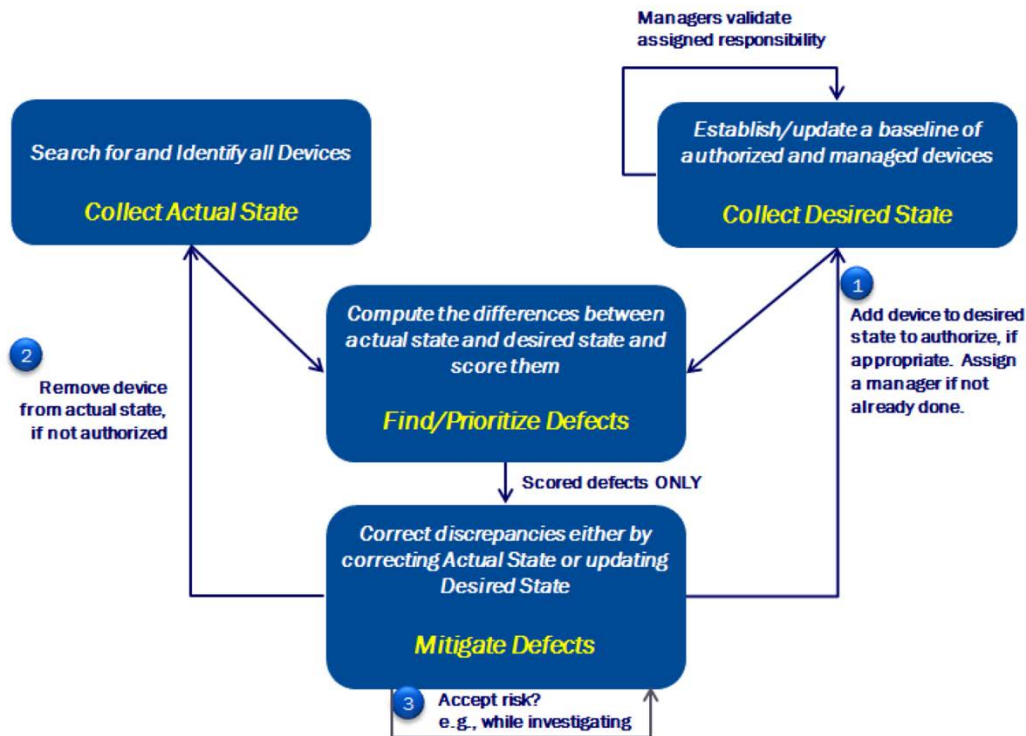 Managers validate
assigned responsibility
Search for and Identify all Devices
Collect Actual State
Establish/update a baseline of
authorized and managed devices
Collect Desired State
Compute the differences between
actual state and desired state and
score them
Find/Prioritize Defects
1
Add device to desired
state to authorize, if
appropriate. Assign
a manager if not
already done.
2
Remove device
from actual state,
if not authorized
Scored defects ONLY
Correct discrepancies either by
correcting Actual State or updating
Desired State
Mitigate Defects
3
Accept risk?
e.g., while investigating